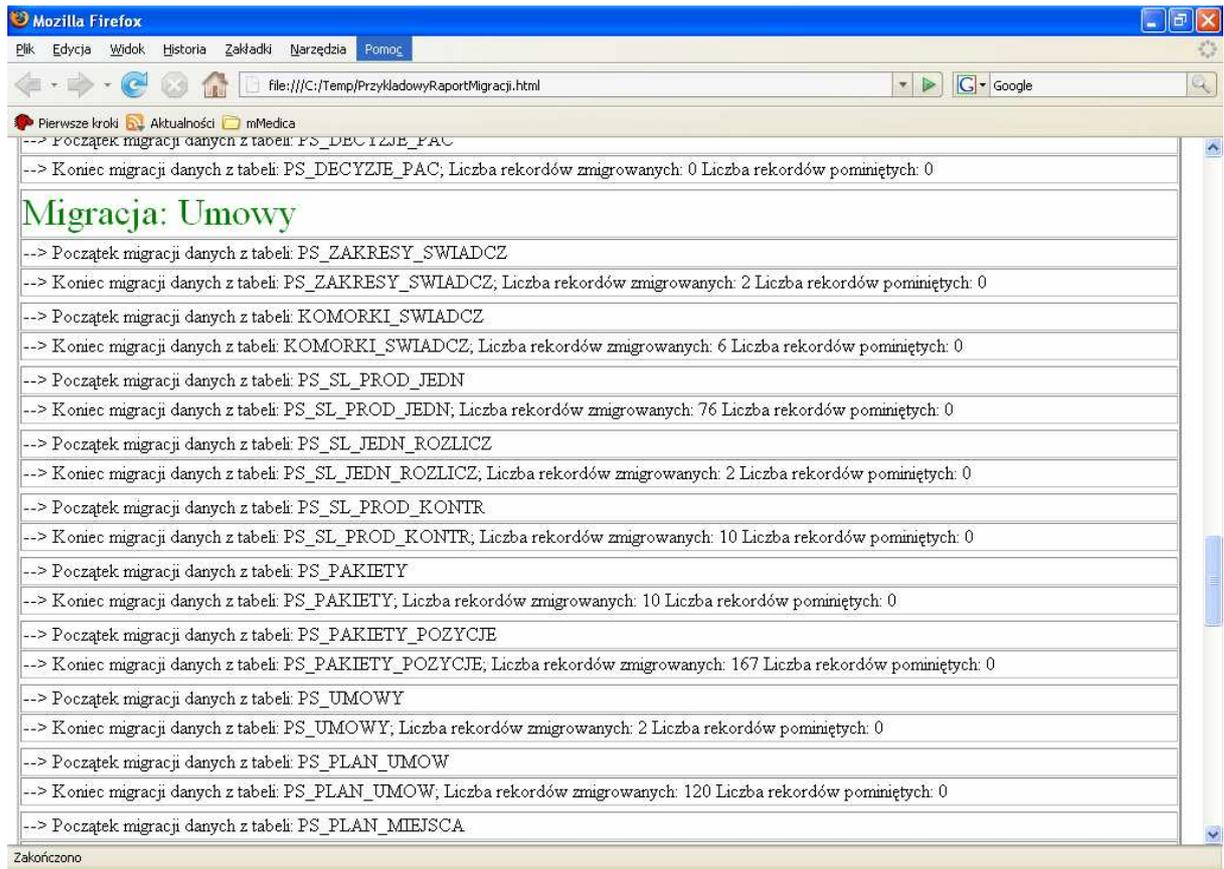 Mozilla Firefox
Plik Edycja Widok Historia Zakładki Narzędzia Pomoc
file:///C:/Temp/PrzykladowyRaportMigracji.html
G Google
Pierwsze kroki Aktualności mMedica
--> Początek migracji danych z tabeli: PS_DECYZJE_PAC
--> Koniec migracji danych z tabeli: PS_DECYZJE_PAC; Liczba rekordów zmigrowanych: 0 Liczba rekordów pominiętych: 0
Migracja: Umowy
--> Początek migracji danych z tabeli: PS_ZAKRESY_SWIADCZ
--> Koniec migracji danych z tabeli: PS_ZAKRESY_SWIADCZ; Liczba rekordów zmigrowanych: 2 Liczba rekordów pominiętych: 0
--> Początek migracji danych z tabeli: KOMORKI_SWIADCZ
--> Koniec migracji danych z tabeli: KOMORKI_SWIADCZ; Liczba rekordów zmigrowanych: 6 Liczba rekordów pominiętych: 0
--> Początek migracji danych z tabeli: PS_SL_PROD_JEDN
--> Koniec migracji danych z tabeli: PS_SL_PROD_JEDN; Liczba rekordów zmigrowanych: 76 Liczba rekordów pominiętych: 0
--> Początek migracji danych z tabeli: PS_SL_JEDN_ROZLICZ
--> Koniec migracji danych z tabeli: PS_SL_JEDN_ROZLICZ; Liczba rekordów zmigrowanych: 2 Liczba rekordów pominiętych: 0
--> Początek migracji danych z tabeli: PS_SL_PROD_KONTR
--> Koniec migracji danych z tabeli: PS_SL_PROD_KONTR; Liczba rekordów zmigrowanych: 10 Liczba rekordów pominiętych: 0
--> Początek migracji danych z tabeli: PS_PAKIETY
--> Koniec migracji danych z tabeli: PS_PAKIETY; Liczba rekordów zmigrowanych: 10 Liczba rekordów pominiętych: 0
--> Początek migracji danych z tabeli: PS_PAKIETY_POZYCJE
--> Koniec migracji danych z tabeli: PS_PAKIETY_POZYCJE; Liczba rekordów zmigrowanych: 167 Liczba rekordów pominiętych: 0
--> Początek migracji danych z tabeli: PS_UMOWY
--> Koniec migracji danych z tabeli: PS_UMOWY; Liczba rekordów zmigrowanych: 2 Liczba rekordów pominiętych: 0
--> Początek migracji danych z tabeli: PS_PLAN_UMOW
--> Koniec migracji danych z tabeli: PS_PLAN_UMOW; Liczba rekordów zmigrowanych: 120 Liczba rekordów pominiętych: 0
--> Początek migracji danych z tabeli: PS_PLAN_MIEJSCA
Zakończono